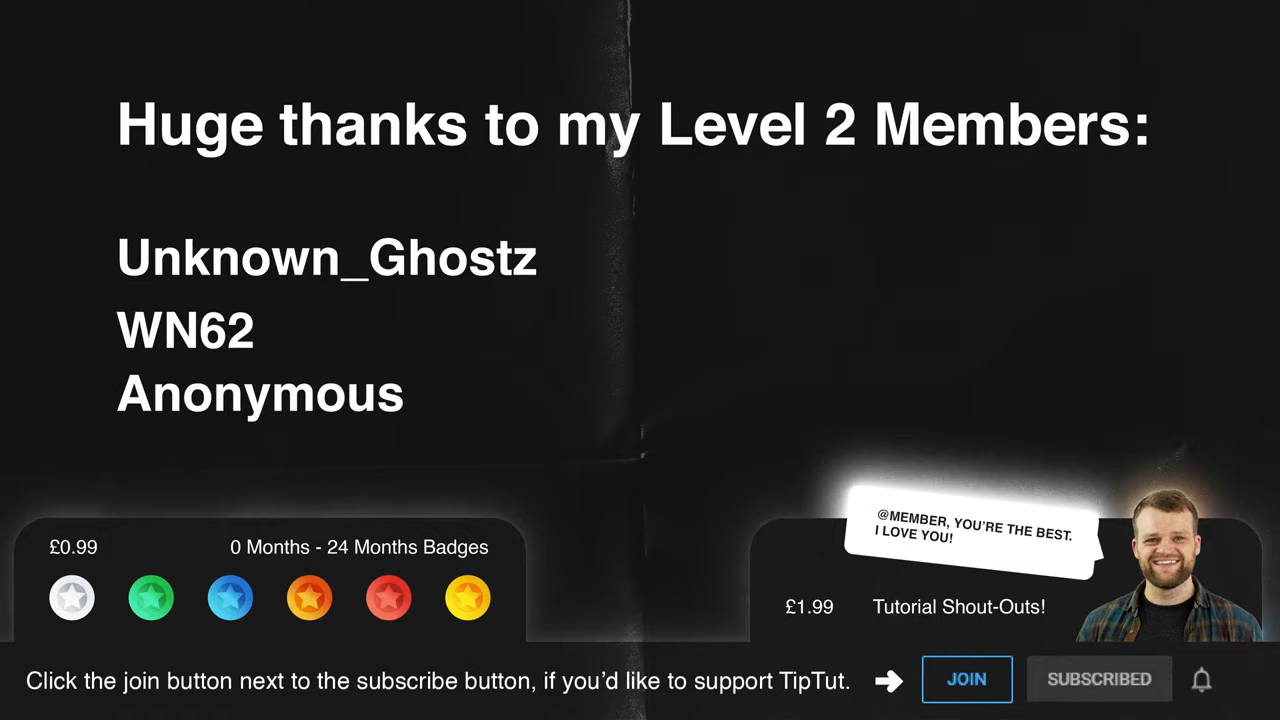 Huge thanks to my Level 2 Members:
Unknown_Ghostz
WN62
Anonymous
£0.99 0 Months - 24 Months Badges
@MEMBER, YOU'RE THE BEST.
I LOVE YOU!
£1.99 Tutorial Shout-Outs!
Click the join button next to the subscribe button, if you'd like to support TipTut. JOIN SUBSCRIBED